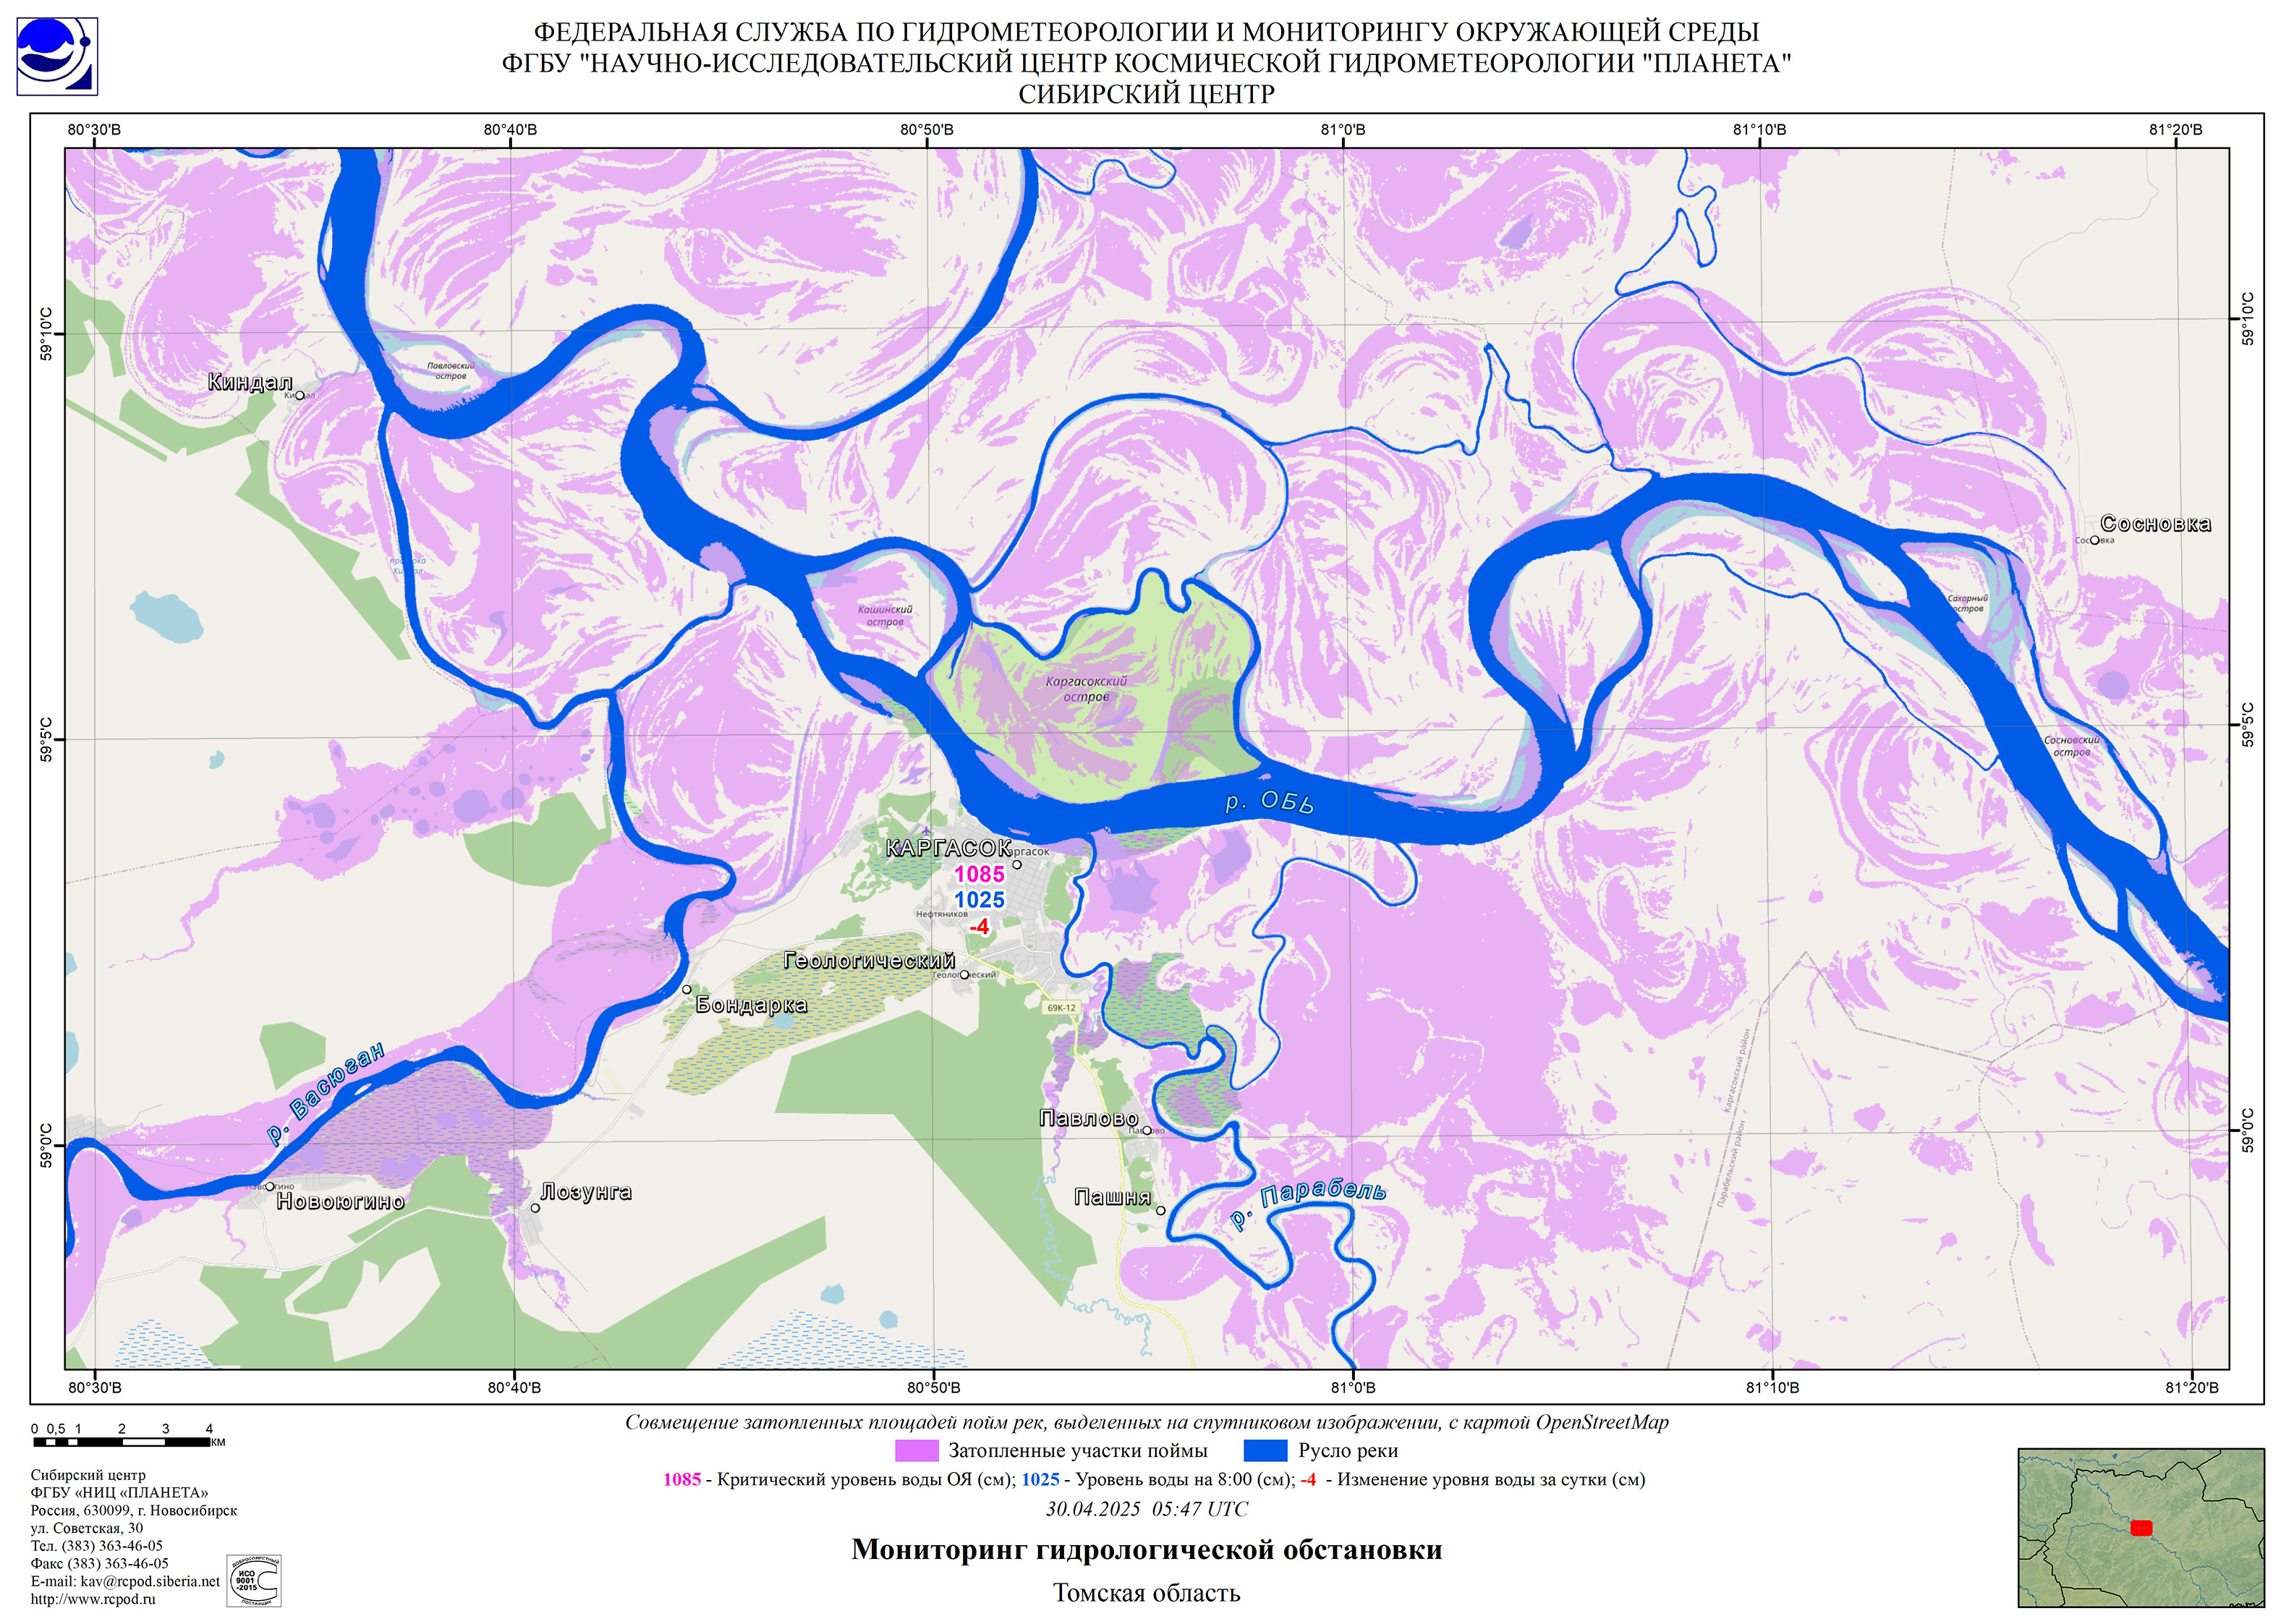 ФЕДЕРАЛЬНАЯ СЛУЖБА ПО ГИДРОМЕТЕОРОЛОГИИ И МОНИТОРИНГУ ОКРУЖАЮЩЕЙ СРЕДЫ
ФГБУ "НАУЧНО-ИССЛЕДОВАТЕЛЬСКИЙ ЦЕНТР КОСМИЧЕСКОЙ ГИДРОМЕТЕОРОЛОГИИ "ПЛАНЕТА"
СИБИРСКИЙ ЦЕНТР
80°30'В 80°40'В 80°50'В 81°0'В 81°10'В 81°20'В
59°10'С 59°10'С
Павловский
остров
Киндал
Сосновка
Сахарный
остров
Кашинский
остров
Каргасокский
остров
59°5'С 59°5'С
Сосновский
остров
р. ОБЬ
КАРГАСОК
1085
1025
-4
Нефтяников
Геологический
Бондарка
69К-12
р. Васюган
Каргасокский район
Парабельский район
Павлово
59°0'С 59°0'С
Новоюгино
Лозунга
Пашня
р. Парабель
80°30'В 80°40'В 80°50'В 81°0'В 81°10'В 81°20'В
0 0,5 1 2 3 4
км
Совмещение затопленных площадей пойм рек, выделенных на спутниковом изображении, с картой OpenStreetMap
Затопленные участки поймы Русло реки
1085 - Критический уровень воды ОЯ (см); 1025 - Уровень воды на 8:00 (см); -4 - Изменение уровня воды за сутки (см)
30.04.2025 05:47 UTC
Мониторинг гидрологической обстановки
Томская область
Сибирский центр
ФГБУ «НИЦ «ПЛАНЕТА»
Россия, 630099, г. Новосибирск
ул. Советская, 30
Тел. (383) 363-46-05
Факс (383) 363-46-05
E-mail: kav@rcpod.siberia.net
http://www.rcpod.ru
ДОБРОСОВЕСТНЫЙ
ИСО
9001
-2015
ПОСТАВЩИК